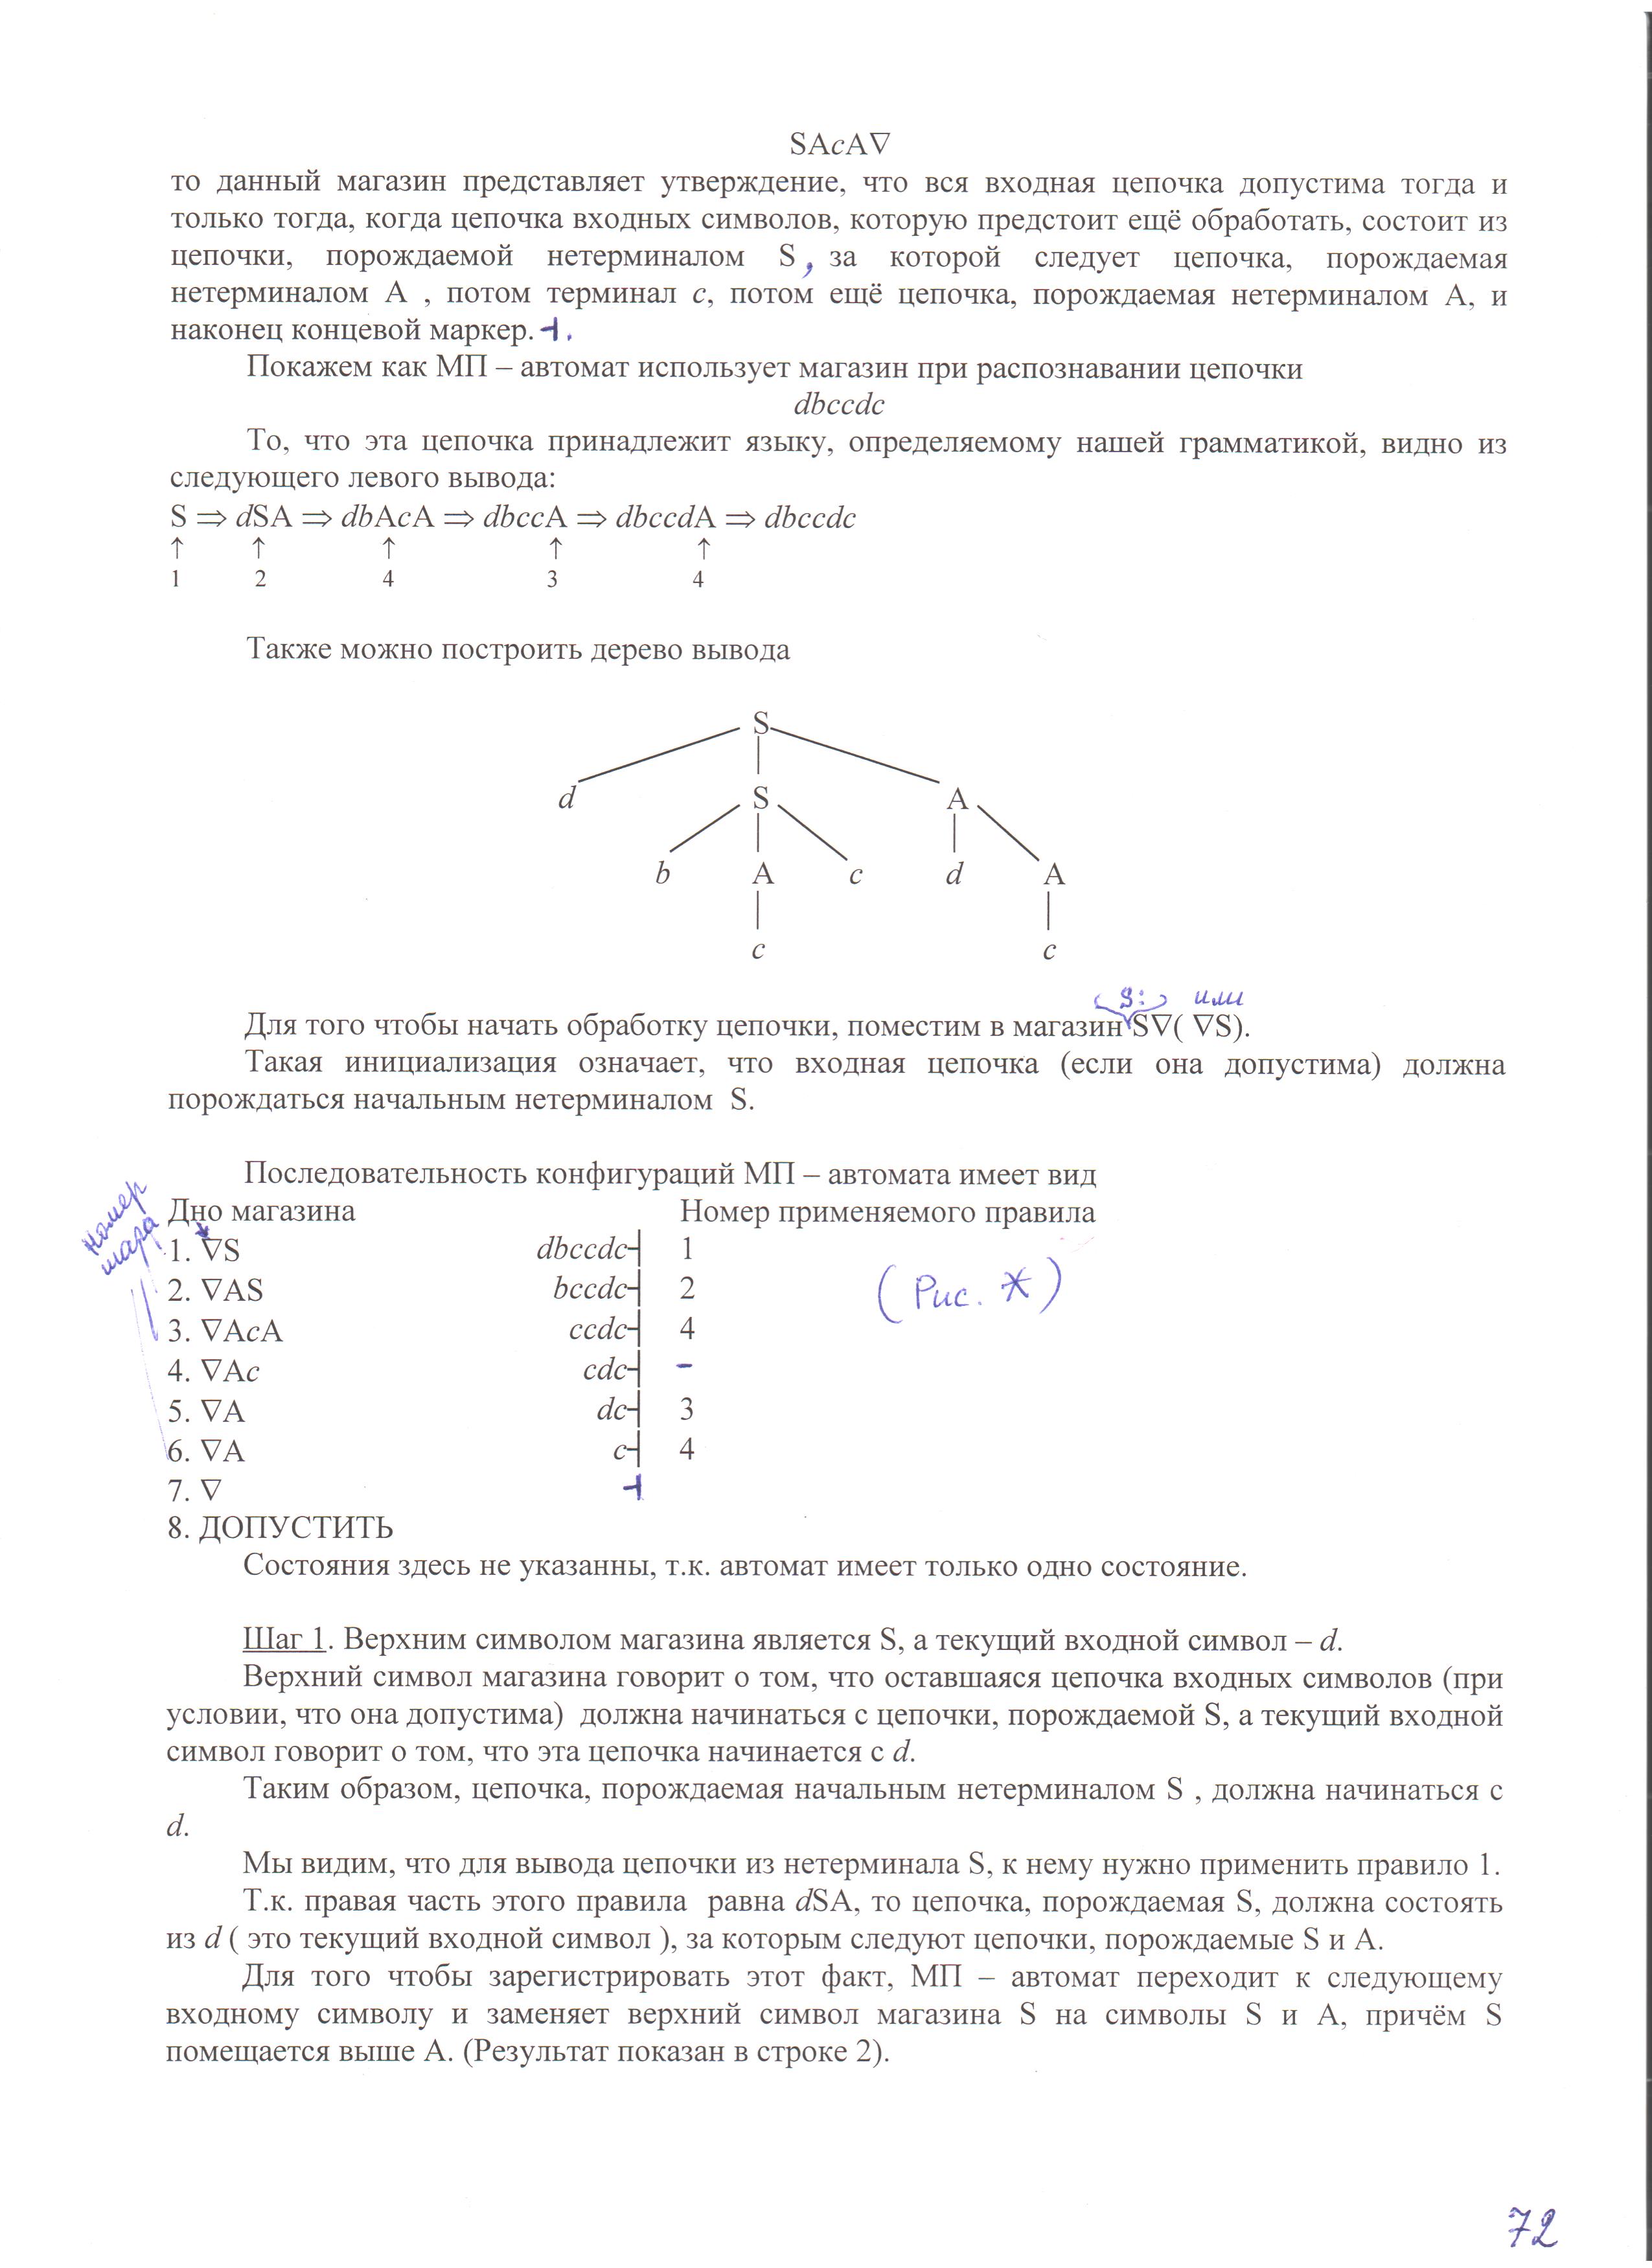 SAcA∇
то данный магазин представляет утверждение, что вся входная цепочка допустима тогда и
только тогда, когда цепочка входных символов, которую предстоит ещё обработать, состоит из
цепочки, порождаемой нетерминалом S, за которой следует цепочка, порождаемая
нетерминалом A , потом терминал c, потом ещё цепочка, порождаемая нетерминалом A, и
наконец концевой маркер.⊣.
Покажем как МП – автомат использует магазин при распознавании цепочки
dbccdc
То, что эта цепочка принадлежит языку, определяемому нашей грамматикой, видно из
следующего левого вывода:
S ⇒ dSA ⇒ dbAcA ⇒ dbccA ⇒ dbccdA ⇒ dbccdc
↑ ↑ ↑ ↑ ↑
1 2 4 3 4
Также можно построить дерево вывода
S
d S A
b A c d A
c c
S: или
Для того чтобы начать обработку цепочки, поместим в магазин S∇( ∇S).
Такая инициализация означает, что входная цепочка (если она допустима) должна
порождаться начальным нетерминалом S.
Последовательность конфигураций МП – автомата имеет вид
Номер шага
Дно магазина Номер применяемого правила
1. ∇S dbccdc⊣ 1
2. ∇AS bccdc⊣ 2
(Рис. *)
3. ∇AcA ccdc⊣ 4
4. ∇Ac cdc⊣ -
5. ∇A dc⊣ 3
6. ∇A c⊣ 4
7. ∇ ⊣
8. ДОПУСТИТЬ
Состояния здесь не указанны, т.к. автомат имеет только одно состояние.
Шаг 1. Верхним символом магазина является S, а текущий входной символ – d.
Верхний символ магазина говорит о том, что оставшаяся цепочка входных символов (при
условии, что она допустима) должна начинаться с цепочки, порождаемой S, а текущий входной
символ говорит о том, что эта цепочка начинается с d.
Таким образом, цепочка, порождаемая начальным нетерминалом S , должна начинаться с
d.
Мы видим, что для вывода цепочки из нетерминала S, к нему нужно применить правило 1.
Т.к. правая часть этого правила равна dSA, то цепочка, порождаемая S, должна состоять
из d ( это текущий входной символ ), за которым следуют цепочки, порождаемые S и A.
Для того чтобы зарегистрировать этот факт, МП – автомат переходит к следующему
входному символу и заменяет верхний символ магазина S на символы S и A, причём S
помещается выше A. (Результат показан в строке 2).
72